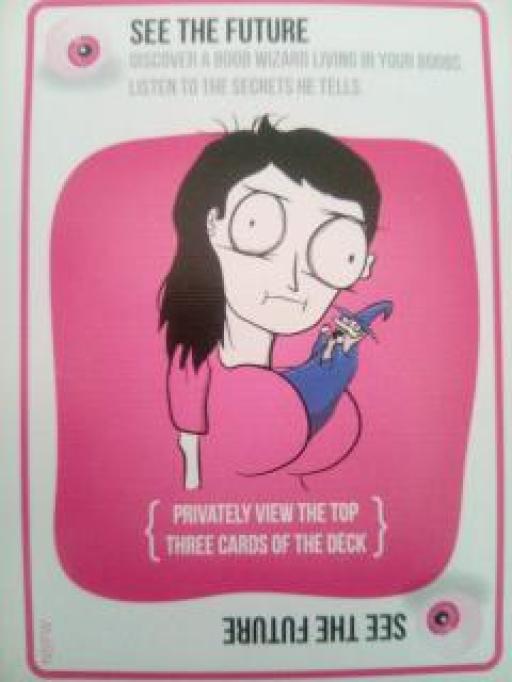 SEE THE FUTURE
DISCOVER A BOOB WIZARD LIVING IN YOUR BOOBS.
LISTEN TO THE SECRETS HE TELLS.
{ PRIVATELY VIEW THE TOP
THREE CARDS OF THE DECK }
SEE THE FUTURE